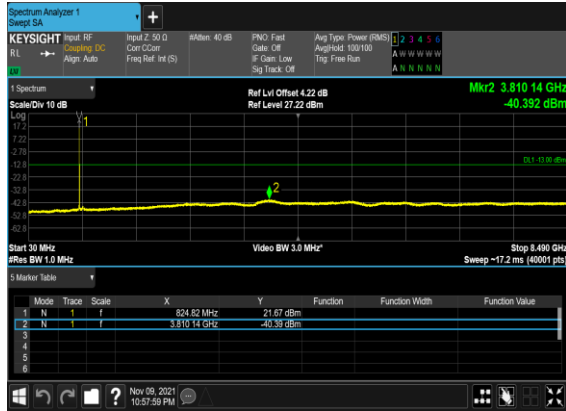 Spectrum Analyzer 1
Swept SA
+
KEYSIGHT Input: RF Input Z: 50 Ω #Atten: 40 dB PNO: Fast Avg Type: Power (RMS) 1 2 3 4 5 6
RL Coupling: DC Corr CCorr Gate: Off Avg|Hold: 100/100 A W W W W W
Align: Auto Freq Ref: Int (S) IF Gain: Low Trig: Free Run
Sig Track: Off A N N N N N
1 Spectrum Ref Lvl Offset 4.22 dB Mkr2 3.810 14 GHz
Scale/Div 10 dB Ref Level 27.22 dBm -40.392 dBm
Log
17.2
1
7.22
-2.78
-12.8
DL1 -13.00 dBm
-22.8
-32.8
2
-42.8
-52.8
-62.8
Start 30 MHz Video BW 3.0 MHz* Stop 8.490 GHz
#Res BW 1.0 MHz Sweep ~17.2 ms (40001 pts)
5 Marker Table
Mode Trace Scale X Y Function Function Width Function Value
1 N 1 f 824.82 MHz 21.67 dBm
2 N 1 f 3.810 14 GHz -40.39 dBm
3
4
5
6
? Nov 09, 2021
10:57:59 PM